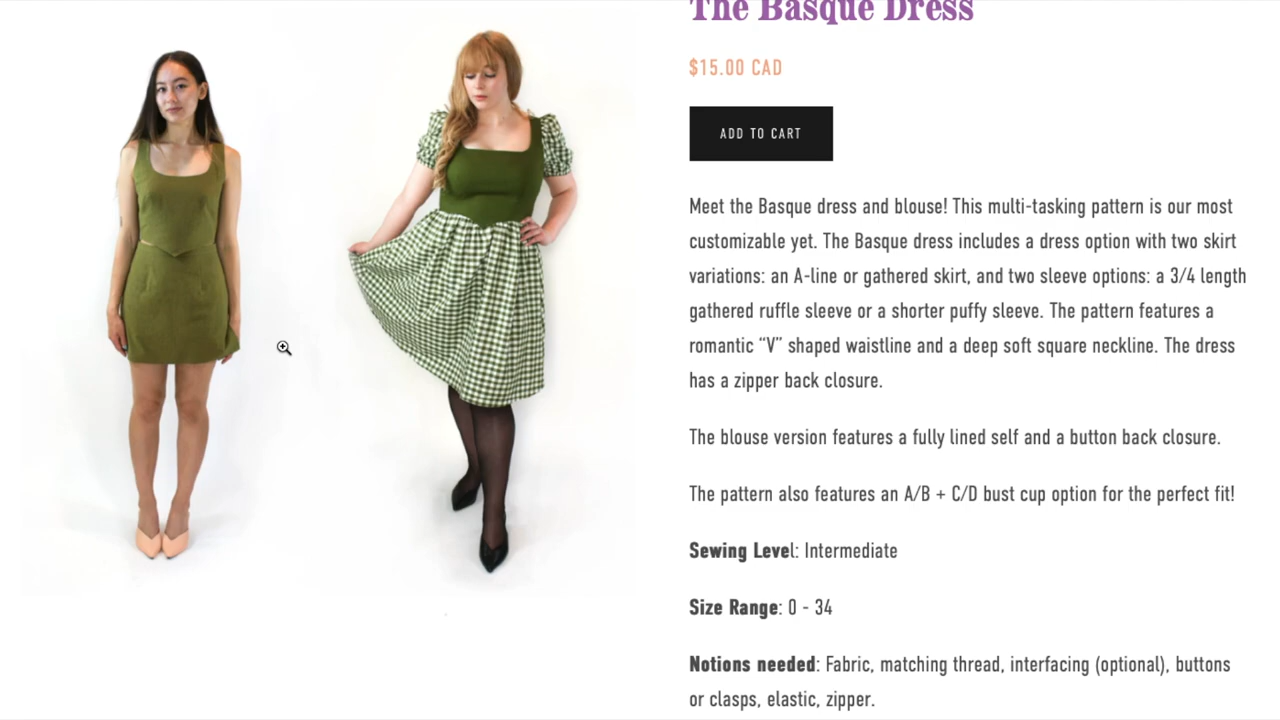 The Basque Dress
$15.00 CAD
ADD TO CART
Meet the Basque dress and blouse! This multi-tasking pattern is our most
customizable yet. The Basque dress includes a dress option with two skirt
variations: an A-line or gathered skirt, and two sleeve options: a 3/4 length
gathered ruffle sleeve or a shorter puffy sleeve. The pattern features a
romantic “V” shaped waistline and a deep soft square neckline. The dress
has a zipper back closure.
The blouse version features a fully lined self and a button back closure.
The pattern also features an A/B + C/D bust cup option for the perfect fit!
Sewing Level: Intermediate
Size Range: 0 - 34
Notions needed: Fabric, matching thread, interfacing (optional), buttons
or clasps, elastic, zipper.